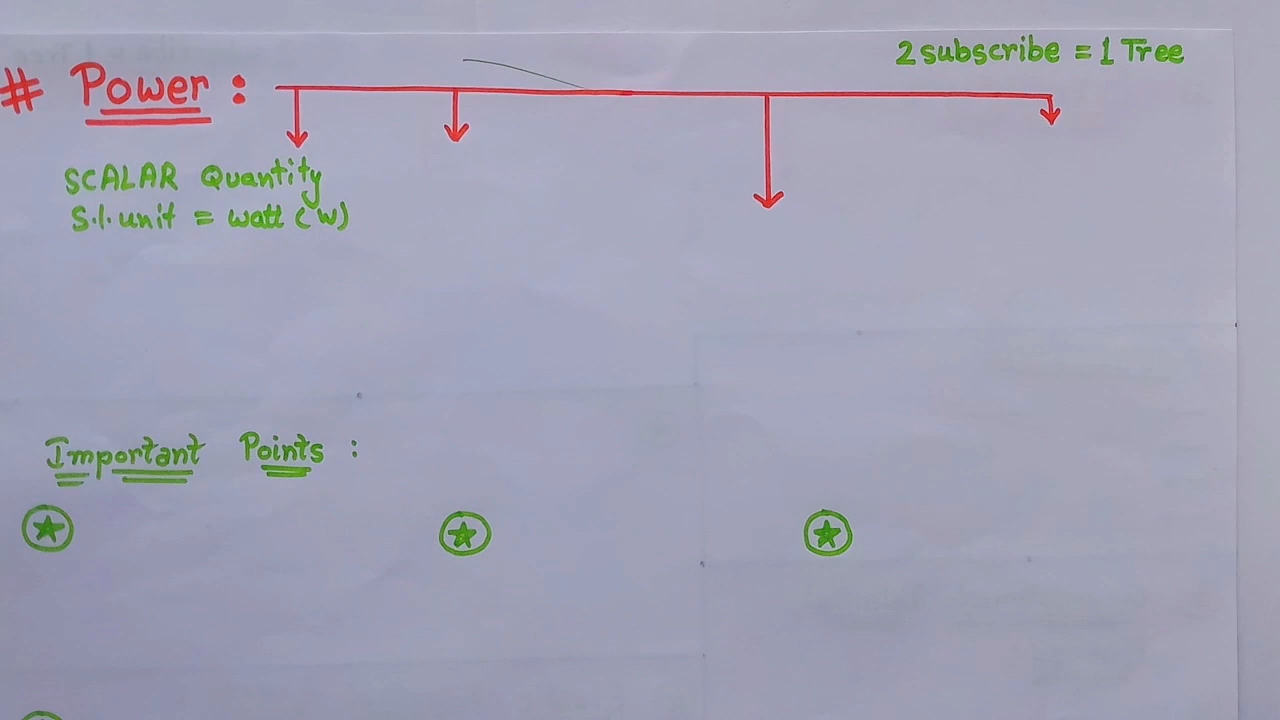 2 subscribe = 1 Tree
# Power :
SCALAR Quantity
S.I. unit = watt (W)
Important Points :